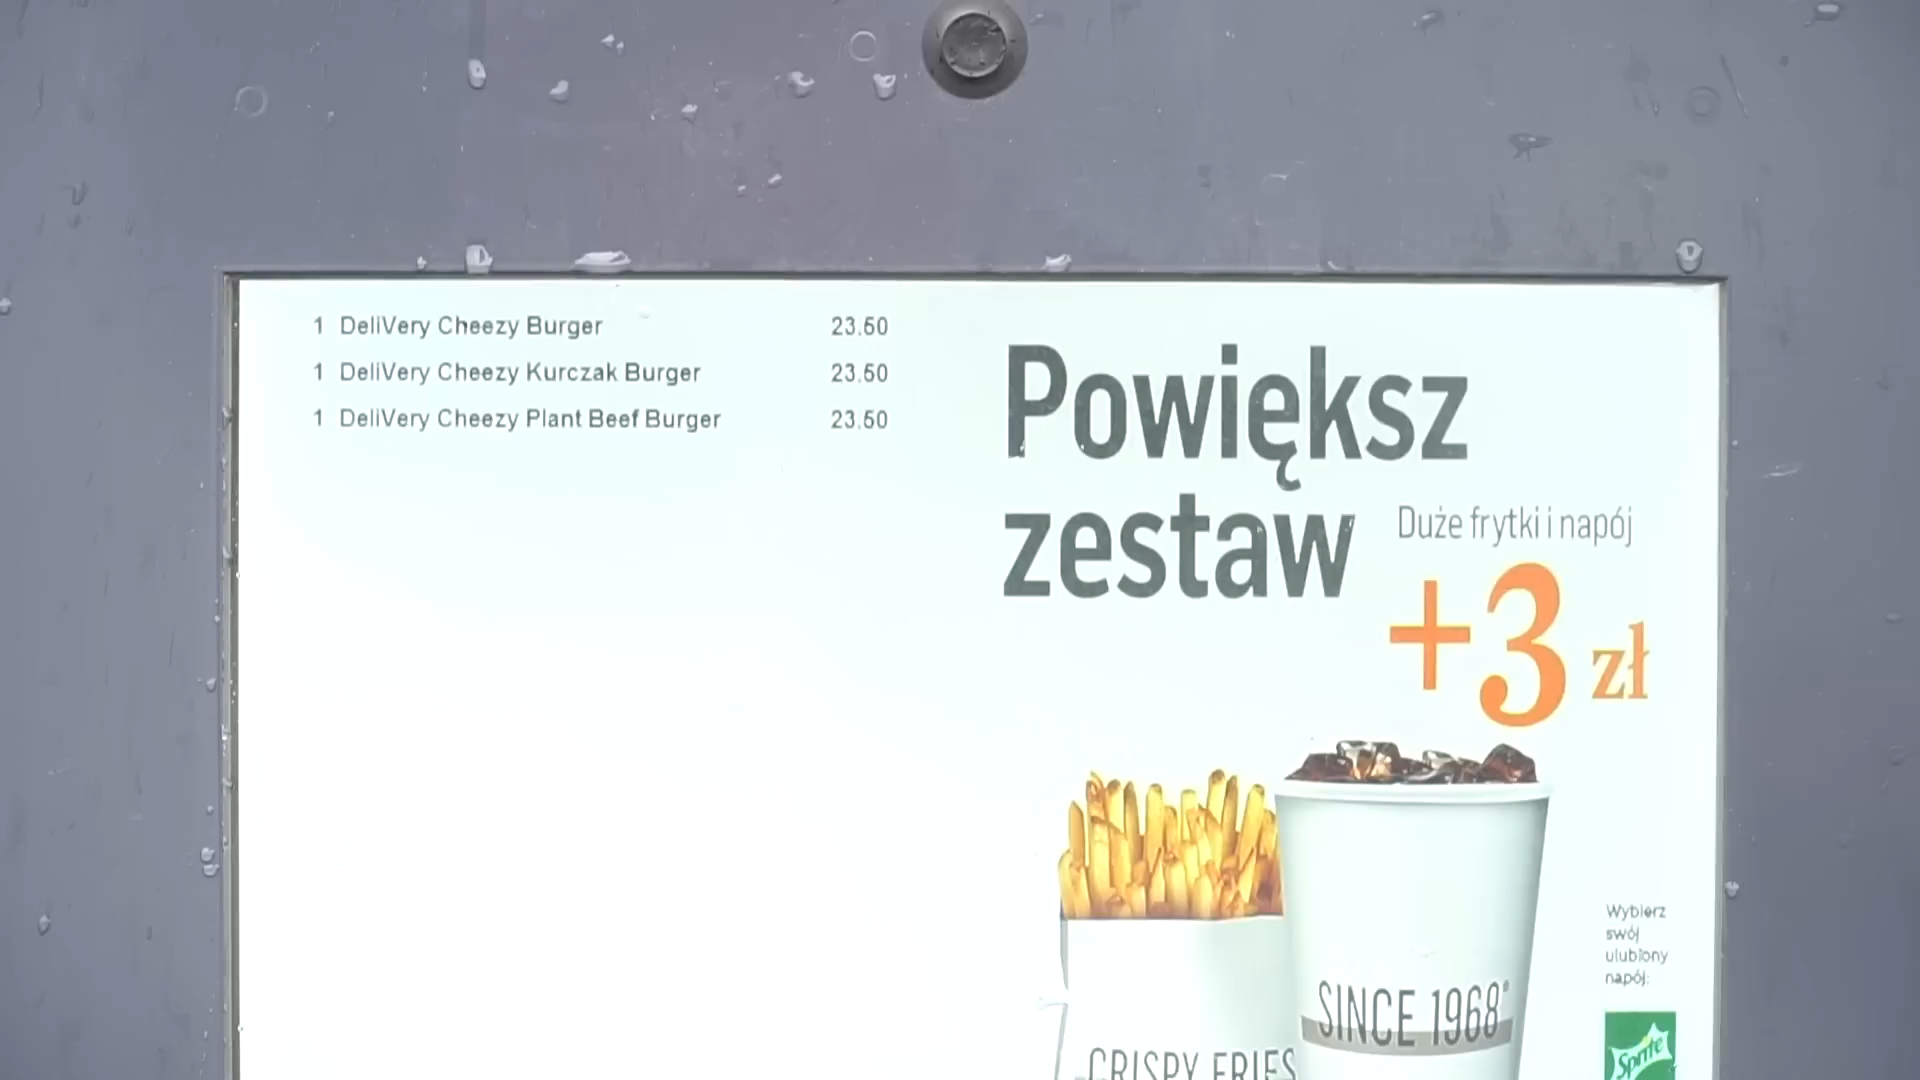 1 DeliVery Cheezy Burger 23.50
1 DeliVery Cheezy Kurczak Burger 23.50
1 DeliVery Cheezy Plant Beef Burger 23.50
Powiększ
zestaw
Duże frytki i napój
+3 zł
Wybierz
swój
ulubiony
napój:
SINCE 1968®
CRISPY FRIES
Sprite